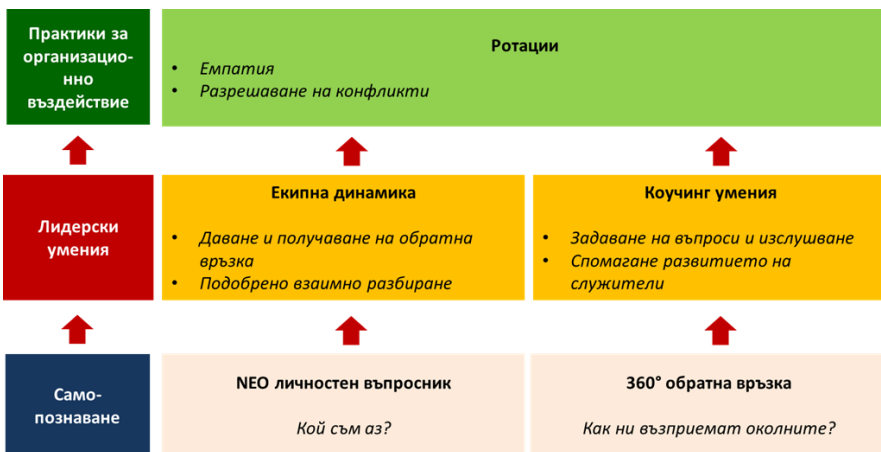 Практики за
организацио-
нно
въздействие
Ротации
• Емпатия
• Разрешаване на конфликти
Лидерски
умения
Екипна динамика
• Даване и получаване на обратна
връзка
• Подобрено взаимно разбиране
Коучинг умения
• Задаване на въпроси и изслушване
• Спомагане развитието на
служители
Само-
познаване
NEO личностен въпросник
Кой съм аз?
360° обратна връзка
Как ни възприемат околните?